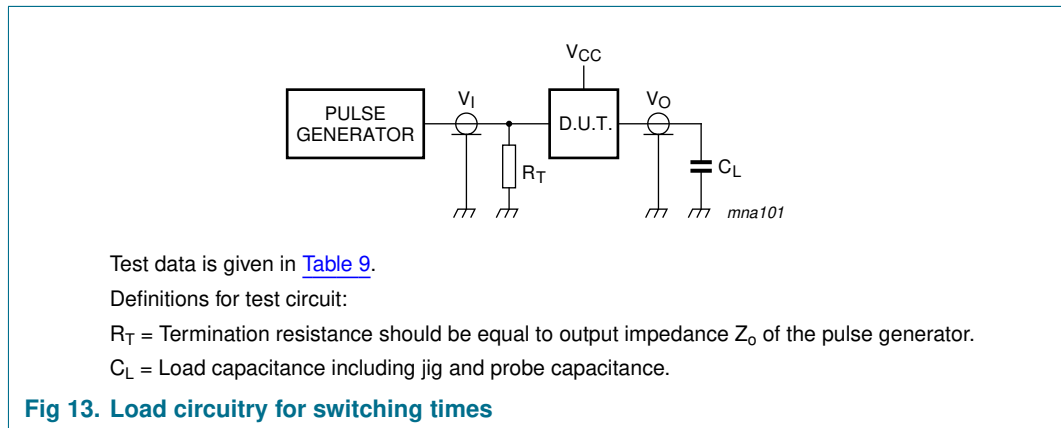 VCC
PULSE
GENERATOR
VI
D.U.T.
VO
RT
CL
mna101
Test data is given in Table 9.
Definitions for test circuit:
RT = Termination resistance should be equal to output impedance Zo of the pulse generator.
CL = Load capacitance including jig and probe capacitance.
Fig 13. Load circuitry for switching times